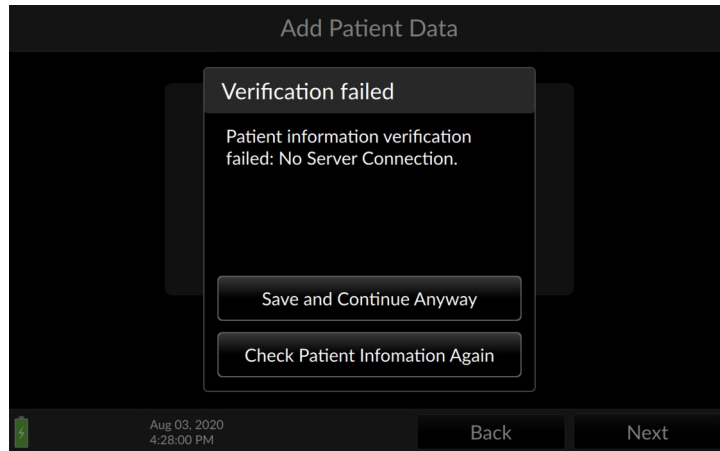 Add Patient Data
Verification failed
Patient information verification
failed: No Server Connection.
Save and Continue Anyway
Check Patient Infomation Again
Aug 03, 2020
4:28:00 PM
Back
Next